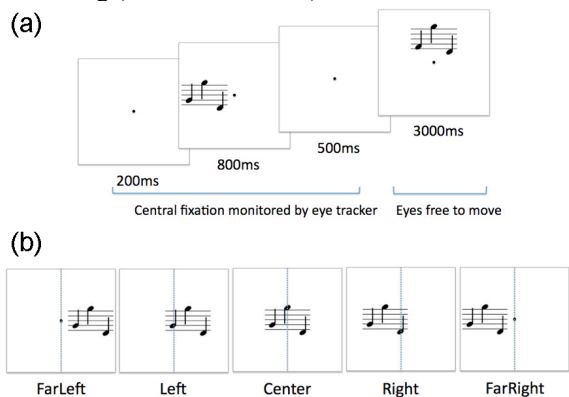 (a)
200ms
800ms
500ms
3000ms
Central fixation monitored by eye tracker
Eyes free to move
(b)
FarLeft
Left
Center
Right
FarRight